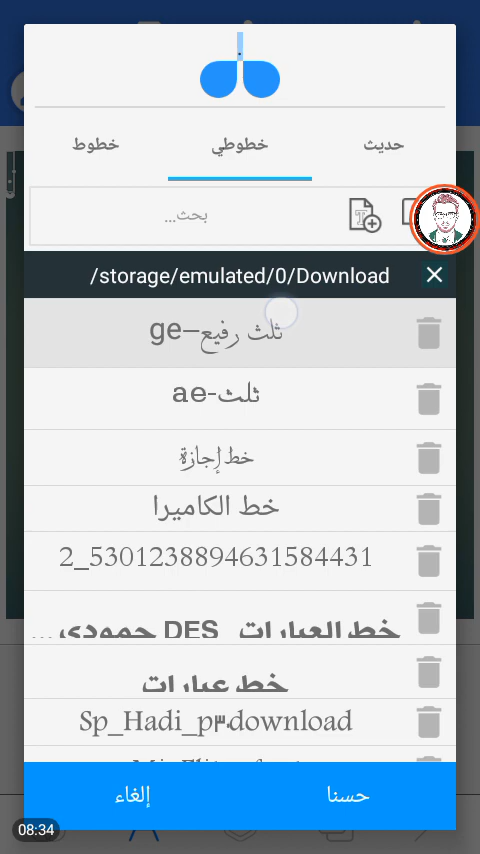 حديث خطوطي خطوط
بحث...
/storage/emulated/0/Download
ثلث رفيع-ge
ثلث-ae
خط إجازة
خط الكاميرا
2_5301238894631584431
خط العبارات DES حمودي ...
خط عبارات
Sp_Hadi_p٣٠download
حسنا إلغاء
08:34